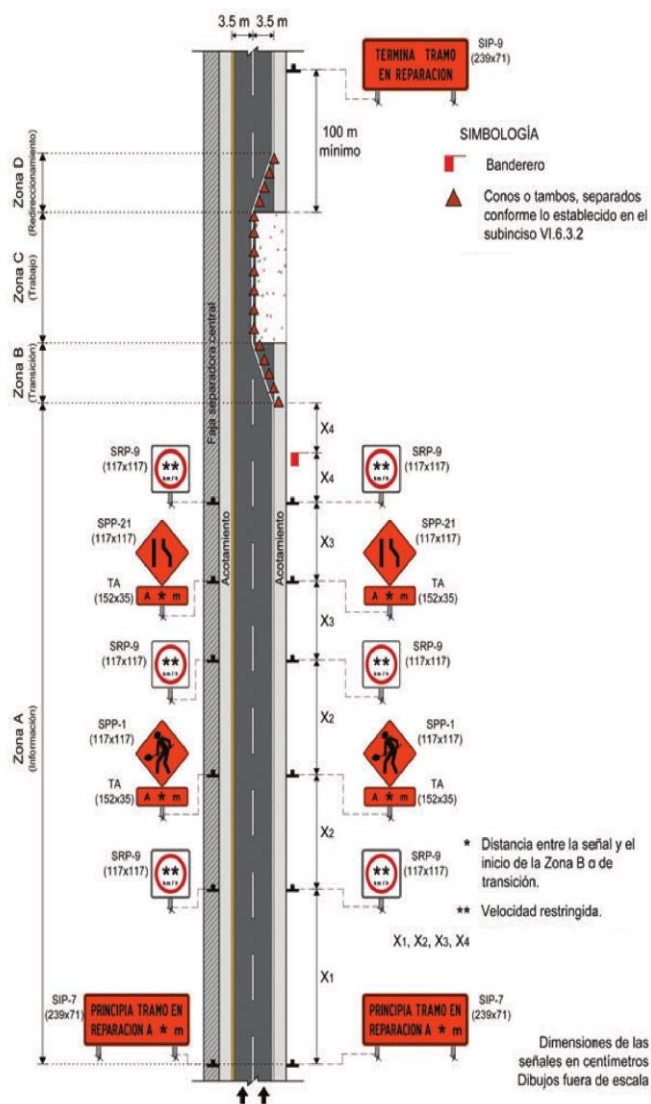 3.5 m
3.5 m
TERMINA TRAMO
EN REPARACION
SIP-9
(239x71)
100 m
mínimo
SIMBOLOGÍA
Banderero
Conos o tambos, separados
conforme lo establecido en el
subinciso VI.6.3.2
Zona D
(Redireccionamiento)
Zona C
(Trabajo)
Zona B
(Transición)
Zona A
(Información)
Faja separadora central
Acotamiento
Acotamiento
X4
X4
X3
X3
X2
X2
X1
SRP-9
(117x117)
**
km/h
SRP-9
(117x117)
**
km/h
SPP-21
(117x117)
SPP-21
(117x117)
TA
(152x35)
A * m
A * m
TA
(152x35)
SRP-9
(117x117)
**
km/h
SRP-9
(117x117)
**
km/h
SPP-1
(117x117)
SPP-1
(117x117)
TA
(152x35)
A * m
A * m
TA
(152x35)
SRP-9
(117x117)
**
km/h
SRP-9
(117x117)
**
km/h
* Distancia entre la señal y el
inicio de la Zona B o de
transición.
** Velocidad restringida.
X1, X2, X3, X4
SIP-7
(239x71)
PRINCIPIA TRAMO EN
REPARACION A * m
PRINCIPIA TRAMO EN
REPARACION A * m
SIP-7
(239x71)
Dimensiones de las
señales en centímetros
Dibujos fuera de escala